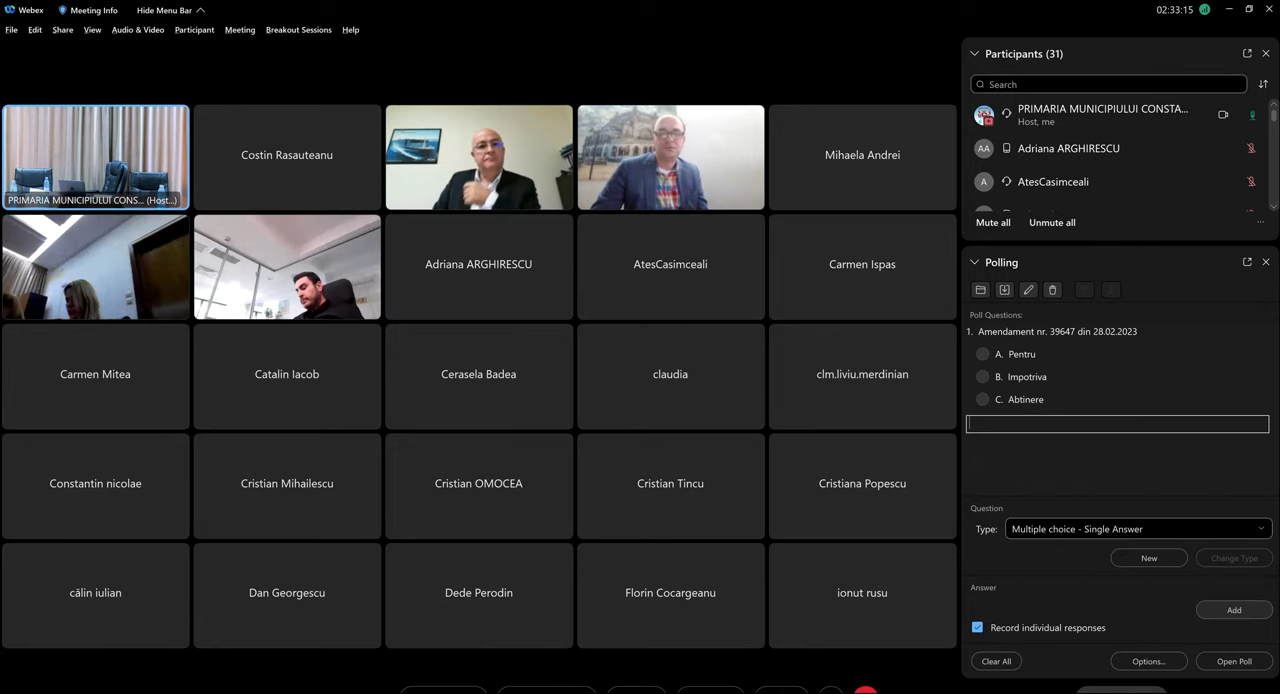 Webex
Meeting Info
Hide Menu Bar
02:33:15
File
Edit
Share
View
Audio & Video
Participant
Meeting
Breakout Sessions
Help
PRIMARIA MUNICIPIULUI CONS... (Host...)
Costin Rasauteanu
Mihaela Andrei
Adriana ARGHIRESCU
AtesCasimceali
Carmen Ispas
Carmen Mitea
Catalin Iacob
Cerasela Badea
claudia
clm.liviu.merdinian
Constantin nicolae
Cristian Mihailescu
Cristian OMOCEA
Cristian Tincu
Cristiana Popescu
călin iulian
Dan Georgescu
Dede Perodin
Florin Cocargeanu
ionut rusu
Participants (31)
Search
PRIMARIA MUNICIPIULUI CONSTA...
Host, me
AA
Adriana ARGHIRESCU
A
AtesCasimceali
Mute all
Unmute all
...
Polling
Poll Questions:
1. Amendament nr. 39647 din 28.02.2023
A. Pentru
B. Impotriva
C. Abtinere
Question
Type:
Multiple choice - Single Answer
New
Change Type
Answer
Add
Record individual responses
Clear All
Options...
Open Poll